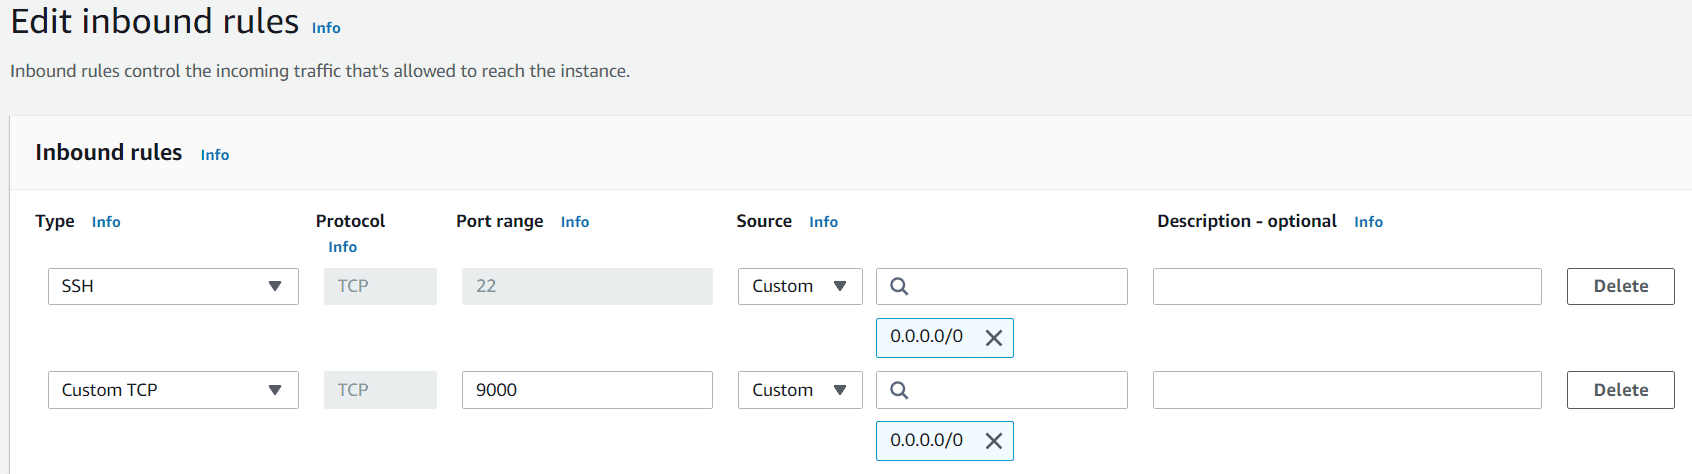 Edit inbound rules Info
Inbound rules control the incoming traffic that's allowed to reach the instance.
Inbound rules Info
Type Info Protocol Info Port range Info Source Info Description - optional Info
SSH TCP 22 Custom Delete
0.0.0.0/0
Custom TCP TCP 9000 Custom Delete
0.0.0.0/0